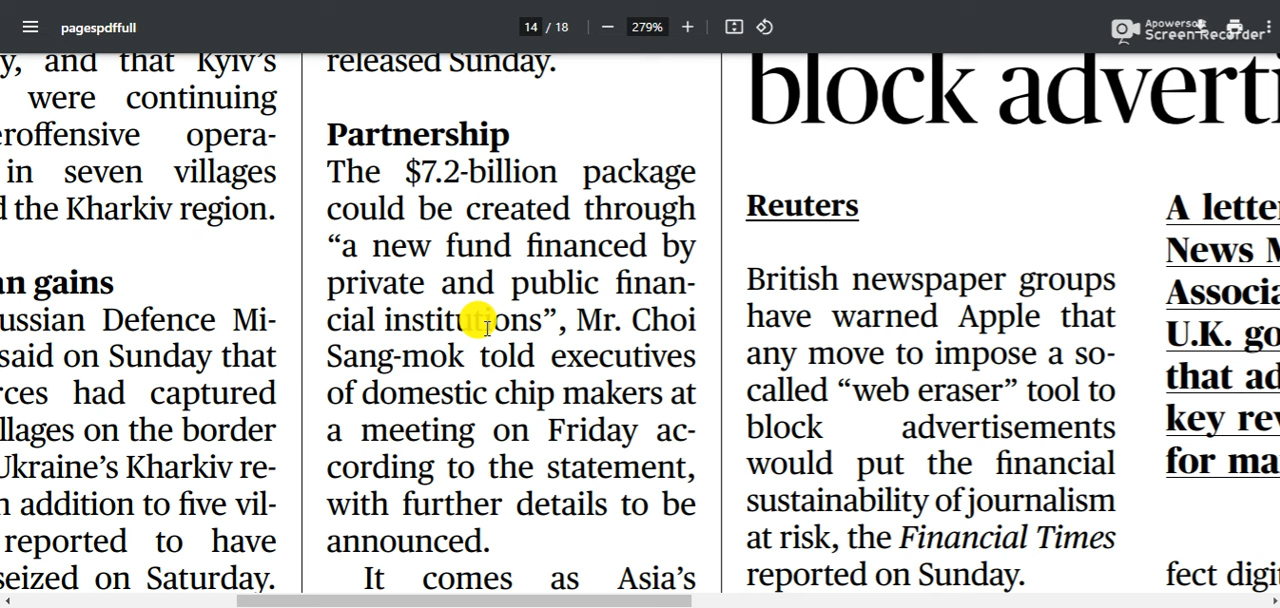 pagespdffull
14 / 18
279%
Apowersoft
Screen Recorder
y, and that Kyiv's
were continuing
eroffensive opera-
in seven villages
d the Kharkiv region.
an gains
ussian Defence Mi-
said on Sunday that
rces had captured
llages on the border
Ukraine's Kharkiv re-
n addition to five vil-
reported to have
seized on Saturday.
released Sunday.
Partnership
The $7.2-billion package
could be created through
“a new fund financed by
private and public finan-
cial institutions”, Mr. Choi
Sang-mok told executives
of domestic chip makers at
a meeting on Friday ac-
cording to the statement,
with further details to be
announced.
It comes as Asia's
block adverti
Reuters
British newspaper groups
have warned Apple that
any move to impose a so-
called “web eraser” tool to
block advertisements
would put the financial
sustainability of journalism
at risk, the Financial Times
reported on Sunday.
A lette
News M
Associa
U.K. go
that ad
key rev
for ma
fect digit